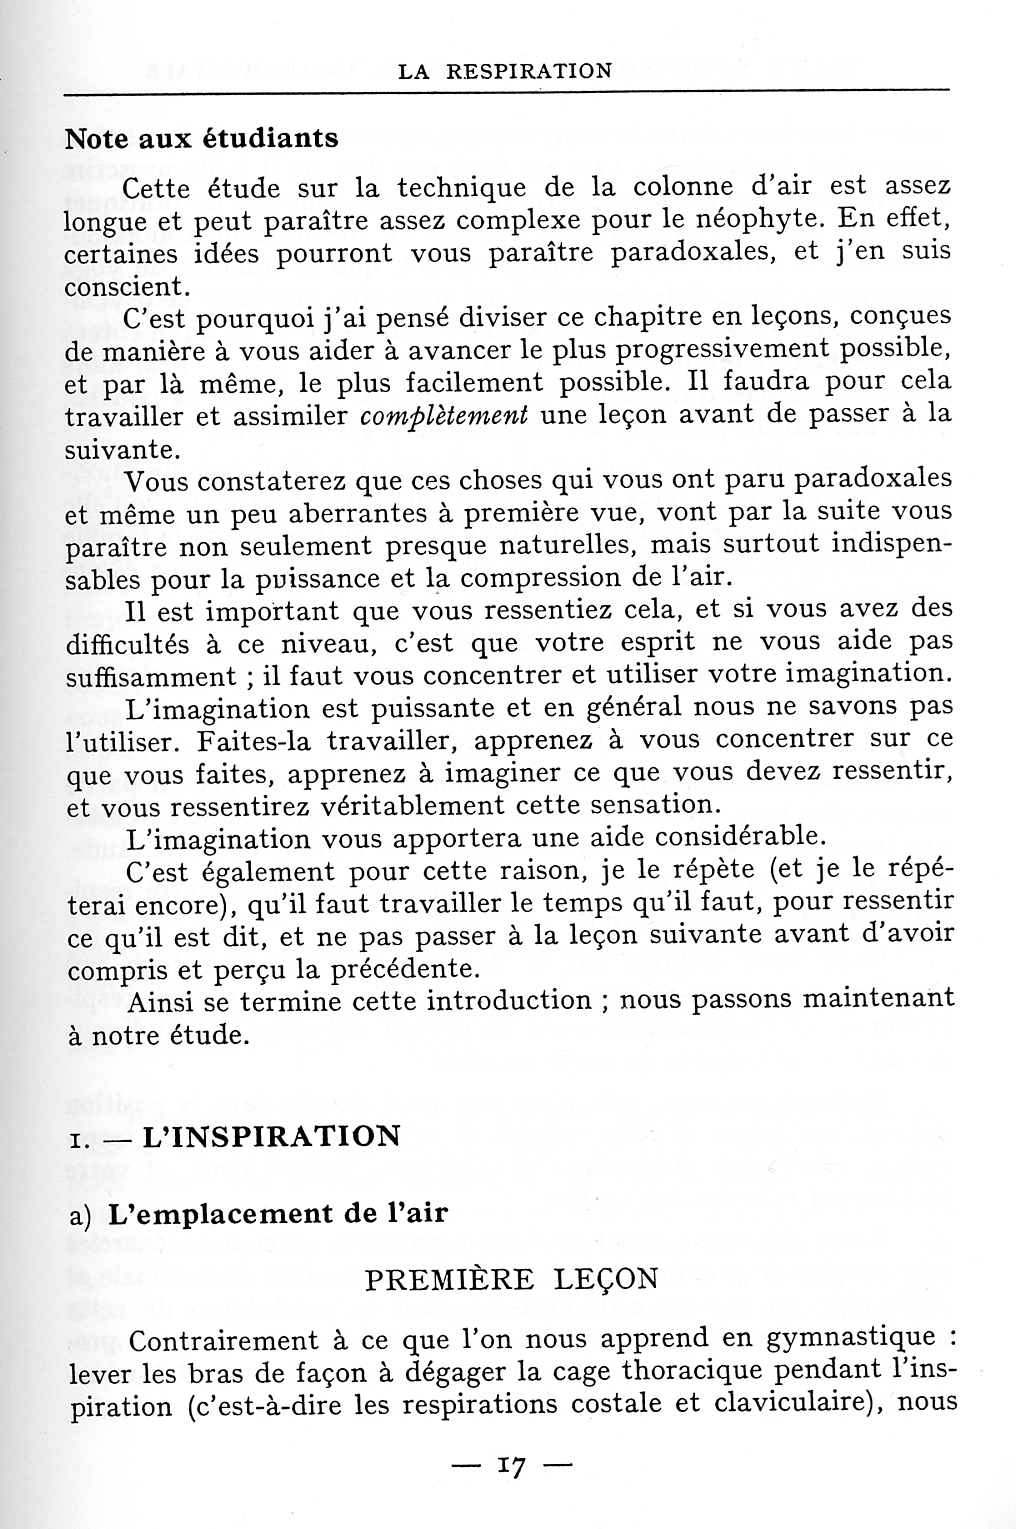 LA RESPIRATION
Note aux étudiants
Cette étude sur la technique de la colonne d'air est assez
longue et peut paraître assez complexe pour le néophyte. En effet,
certaines idées pourront vous paraître paradoxales, et j'en suis
conscient.
C'est pourquoi j'ai pensé diviser ce chapitre en leçons, conçues
de manière à vous aider à avancer le plus progressivement possible,
et par là même, le plus facilement possible. Il faudra pour cela
travailler et assimiler complètement une leçon avant de passer à la
suivante.
Vous constaterez que ces choses qui vous ont paru paradoxales
et même un peu aberrantes à première vue, vont par la suite vous
paraître non seulement presque naturelles, mais surtout indispen-
sables pour la puissance et la compression de l'air.
Il est important que vous ressentiez cela, et si vous avez des
difficultés à ce niveau, c'est que votre esprit ne vous aide pas
suffisamment ; il faut vous concentrer et utiliser votre imagination.
L'imagination est puissante et en général nous ne savons pas
l'utiliser. Faites-la travailler, apprenez à vous concentrer sur ce
que vous faites, apprenez à imaginer ce que vous devez ressentir,
et vous ressentirez véritablement cette sensation.
L'imagination vous apportera une aide considérable.
C'est également pour cette raison, je le répète (et je le répé-
terai encore), qu'il faut travailler le temps qu'il faut, pour ressentir
ce qu'il est dit, et ne pas passer à la leçon suivante avant d'avoir
compris et perçu la précédente.
Ainsi se termine cette introduction ; nous passons maintenant
à notre étude.
1. — L'INSPIRATION
a) L'emplacement de l'air
PREMIÈRE LEÇON
Contrairement à ce que l'on nous apprend en gymnastique :
lever les bras de façon à dégager la cage thoracique pendant l'ins-
piration (c'est-à-dire les respirations costale et claviculaire), nous
— 17 —